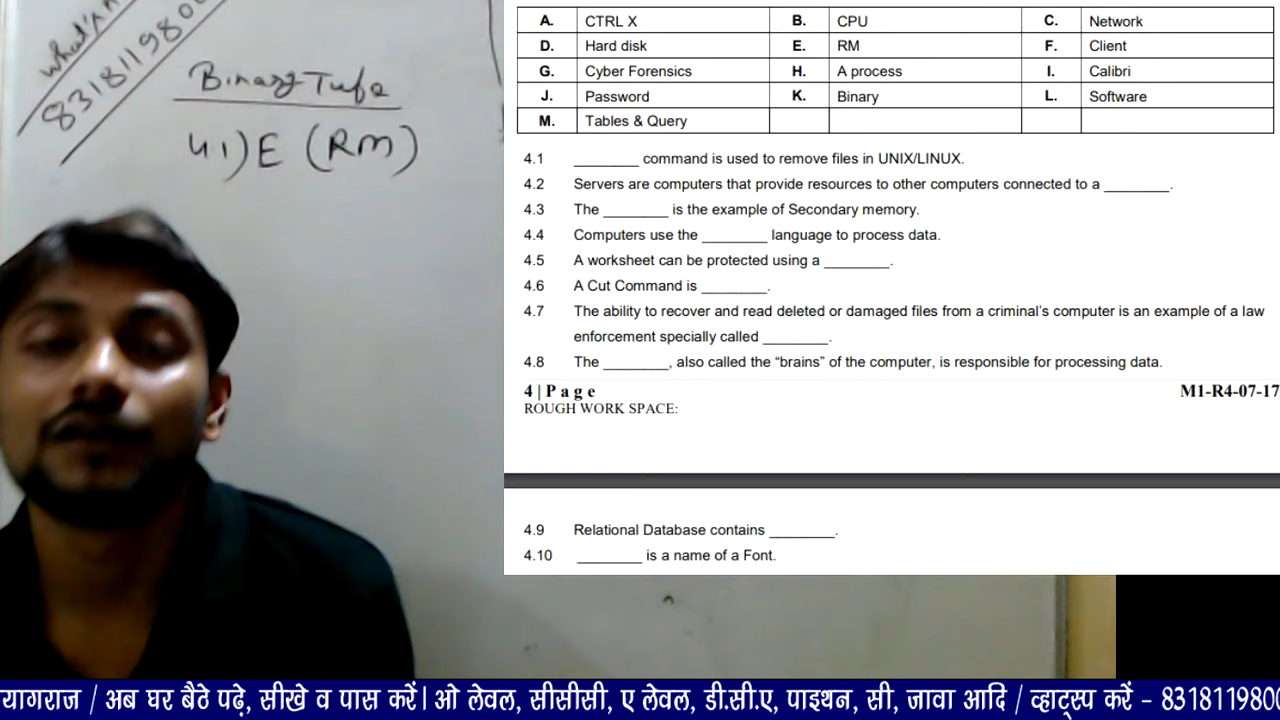 what's
8318119800
Binary Tufe
4.1) E (RM)
A. CTRL X B. CPU C. Network
D. Hard disk E. RM F. Client
G. Cyber Forensics H. A process I. Calibri
J. Password K. Binary L. Software
M. Tables & Query
4.1 ________ command is used to remove files in UNIX/LINUX.
4.2 Servers are computers that provide resources to other computers connected to a ________.
4.3 The ________ is the example of Secondary memory.
4.4 Computers use the ________ language to process data.
4.5 A worksheet can be protected using a ________.
4.6 A Cut Command is ________.
4.7 The ability to recover and read deleted or damaged files from a criminal's computer is an example of a law
enforcement specially called ________.
4.8 The ________, also called the “brains” of the computer, is responsible for processing data.
4 | P a g e M1-R4-07-17
ROUGH WORK SPACE:
4.9 Relational Database contains ________.
4.10 ________ is a name of a Font.
यागराज / अब घर बैठे पढ़े, सीखे व पास करें। ओ लेवल, सीसीसी, ए लेवल, डी.सी.ए, पाइथन, सी, जावा आदि / व्हाट्स्प करें - 8318119800